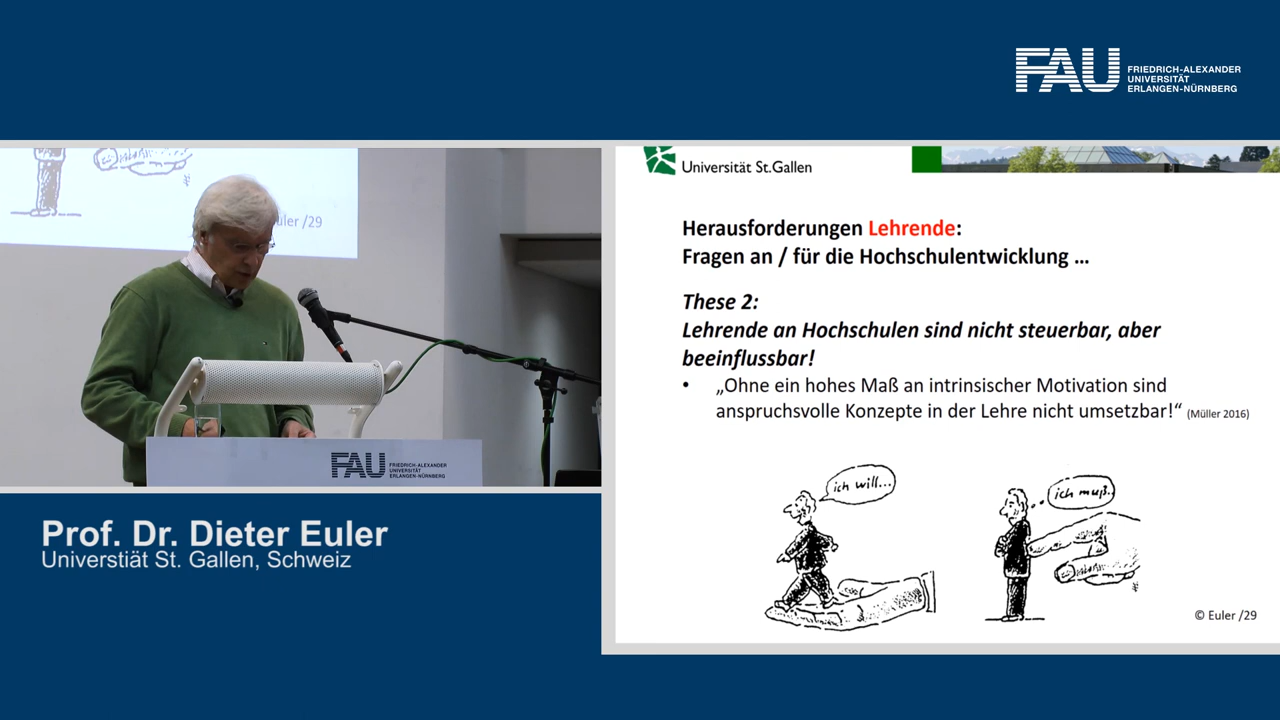 FAU
FRIEDRICH-ALEXANDER
UNIVERSITÄT
ERLANGEN-NÜRNBERG
Universität St.Gallen
Herausforderungen Lehrende:
Fragen an / für die Hochschulentwicklung ...
These 2:
Lehrende an Hochschulen sind nicht steuerbar, aber
beeinflussbar!
• „Ohne ein hohes Maß an intrinsischer Motivation sind
anspruchsvolle Konzepte in der Lehre nicht umsetzbar!“ (Müller 2016)
ich will...
ich muß..
© Euler /29
uler /29
FAU
FRIEDRICH-ALEXANDER
UNIVERSITÄT
ERLANGEN-NÜRNBERG
Prof. Dr. Dieter Euler
Universtiät St. Gallen, Schweiz